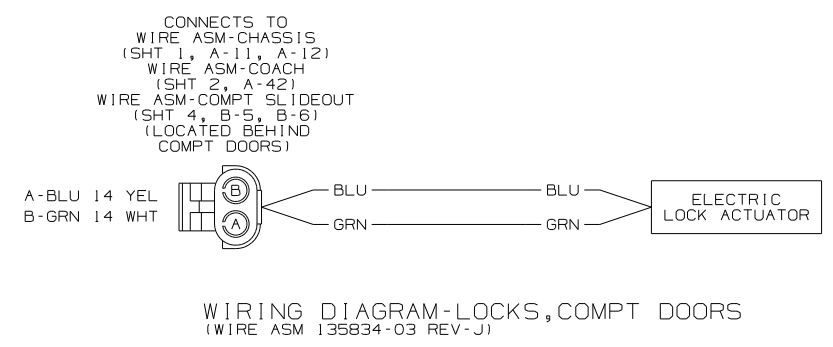 CONNECTS TO
WIRE ASM-CHASSIS
(SHT 1, A-11, A-12)
WIRE ASM-COACH
(SHT 2, A-42)
WIRE ASM-COMPT SLIDEOUT
(SHT 4, B-5, B-6)
(LOCATED BEHIND
COMPT DOORS)
A-BLU 14 YEL
B-GRN 14 WHT
B
A
BLU
BLU
GRN
GRN
ELECTRIC
LOCK ACTUATOR
WIRING DIAGRAM-LOCKS,COMPT DOORS
(WIRE ASM 135834-03 REV-J)